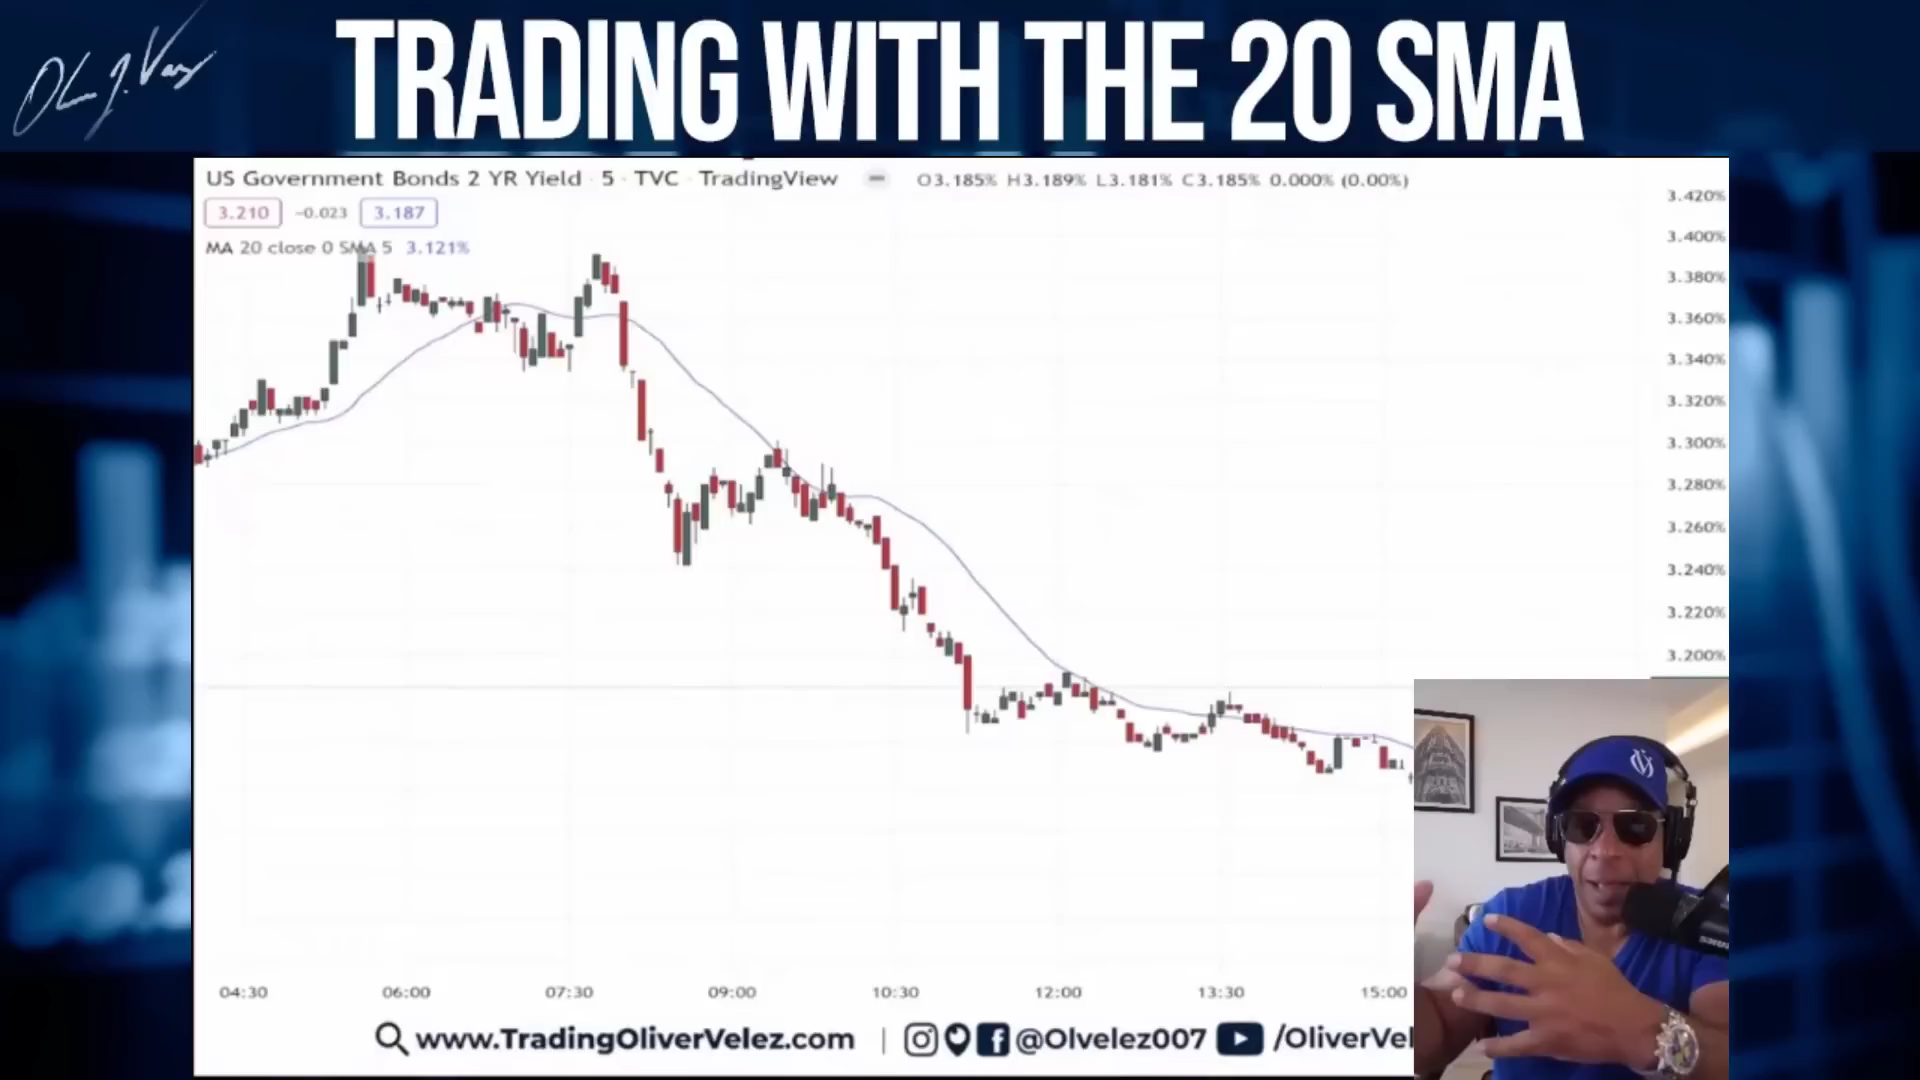 TRADING WITH THE 20 SMA
US Government Bonds 2 YR Yield · 5 · TVC · TradingView O3.185% H3.189% L3.181% C3.185% 0.000% (0.00%)
3.210 −0.023 3.187
MA 20 close 0 SMA 5 3.121%
3.420%
3.400%
3.380%
3.360%
3.340%
3.320%
3.300%
3.280%
3.260%
3.240%
3.220%
3.200%
04:30 06:00 07:30 09:00 10:30 12:00 13:30 15:00
www.TradingOliverVelez.com | @Olvelez007 /OliverVel